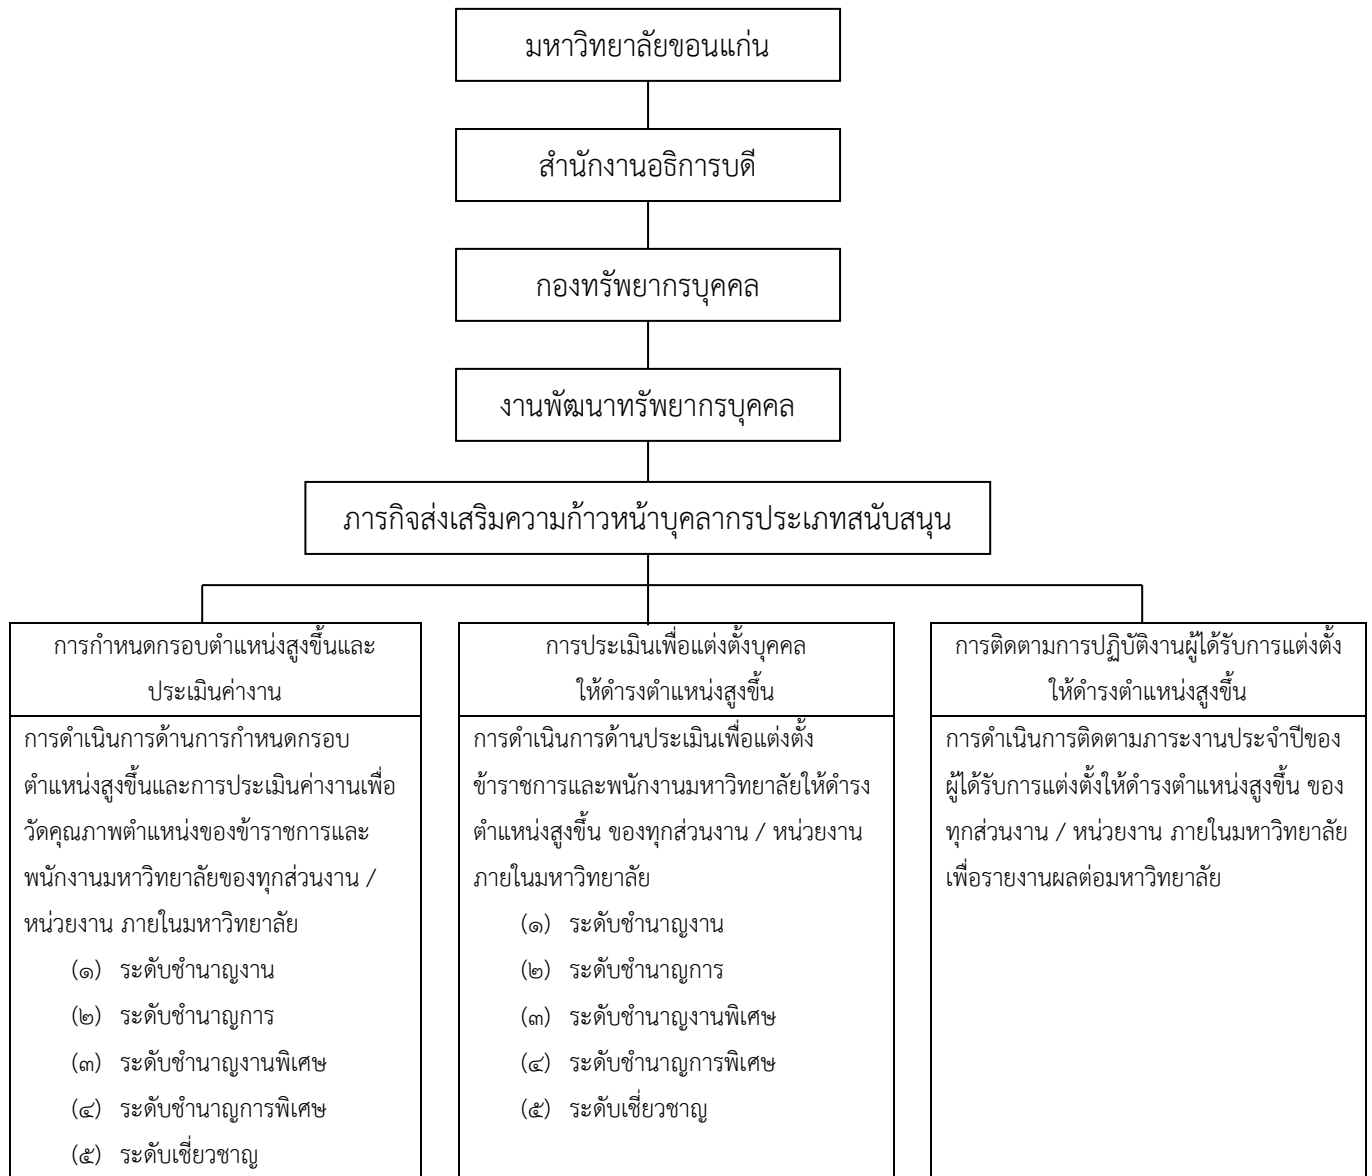 มหาวิทยาลัยขอนแก่น
สำนักงานอธิการบดี
กองทรัพยากรบุคคล
งานพัฒนาทรัพยากรบุคคล
ภารกิจส่งเสริมความก้าวหน้าบุคลากรประเภทสนับสนุน
การกำหนดกรอบตำแหน่งสูงขึ้นและ
ประเมินค่างาน
การดำเนินการด้านการกำหนดกรอบ
ตำแหน่งสูงขึ้นและการประเมินค่างานเพื่อ
วัดคุณภาพตำแหน่งของข้าราชการและ
พนักงานมหาวิทยาลัยของทุกส่วนงาน /
หน่วยงาน ภายในมหาวิทยาลัย
(๑) ระดับชำนาญงาน
(๒) ระดับชำนาญการ
(๓) ระดับชำนาญงานพิเศษ
(๔) ระดับชำนาญการพิเศษ
(๕) ระดับเชี่ยวชาญ
การประเมินเพื่อแต่งตั้งบุคคล
ให้ดำรงตำแหน่งสูงขึ้น
การดำเนินการด้านประเมินเพื่อแต่งตั้ง
ข้าราชการและพนักงานมหาวิทยาลัยให้ดำรง
ตำแหน่งสูงขึ้น ของทุกส่วนงาน / หน่วยงาน
ภายในมหาวิทยาลัย
(๑) ระดับชำนาญงาน
(๒) ระดับชำนาญการ
(๓) ระดับชำนาญงานพิเศษ
(๔) ระดับชำนาญการพิเศษ
(๕) ระดับเชี่ยวชาญ
การติดตามการปฏิบัติงานผู้ได้รับการแต่งตั้ง
ให้ดำรงตำแหน่งสูงขึ้น
การดำเนินการติดตามภาระงานประจำปีของ
ผู้ได้รับการแต่งตั้งให้ดำรงตำแหน่งสูงขึ้น ของ
ทุกส่วนงาน / หน่วยงาน ภายในมหาวิทยาลัย
เพื่อรายงานผลต่อมหาวิทยาลัย